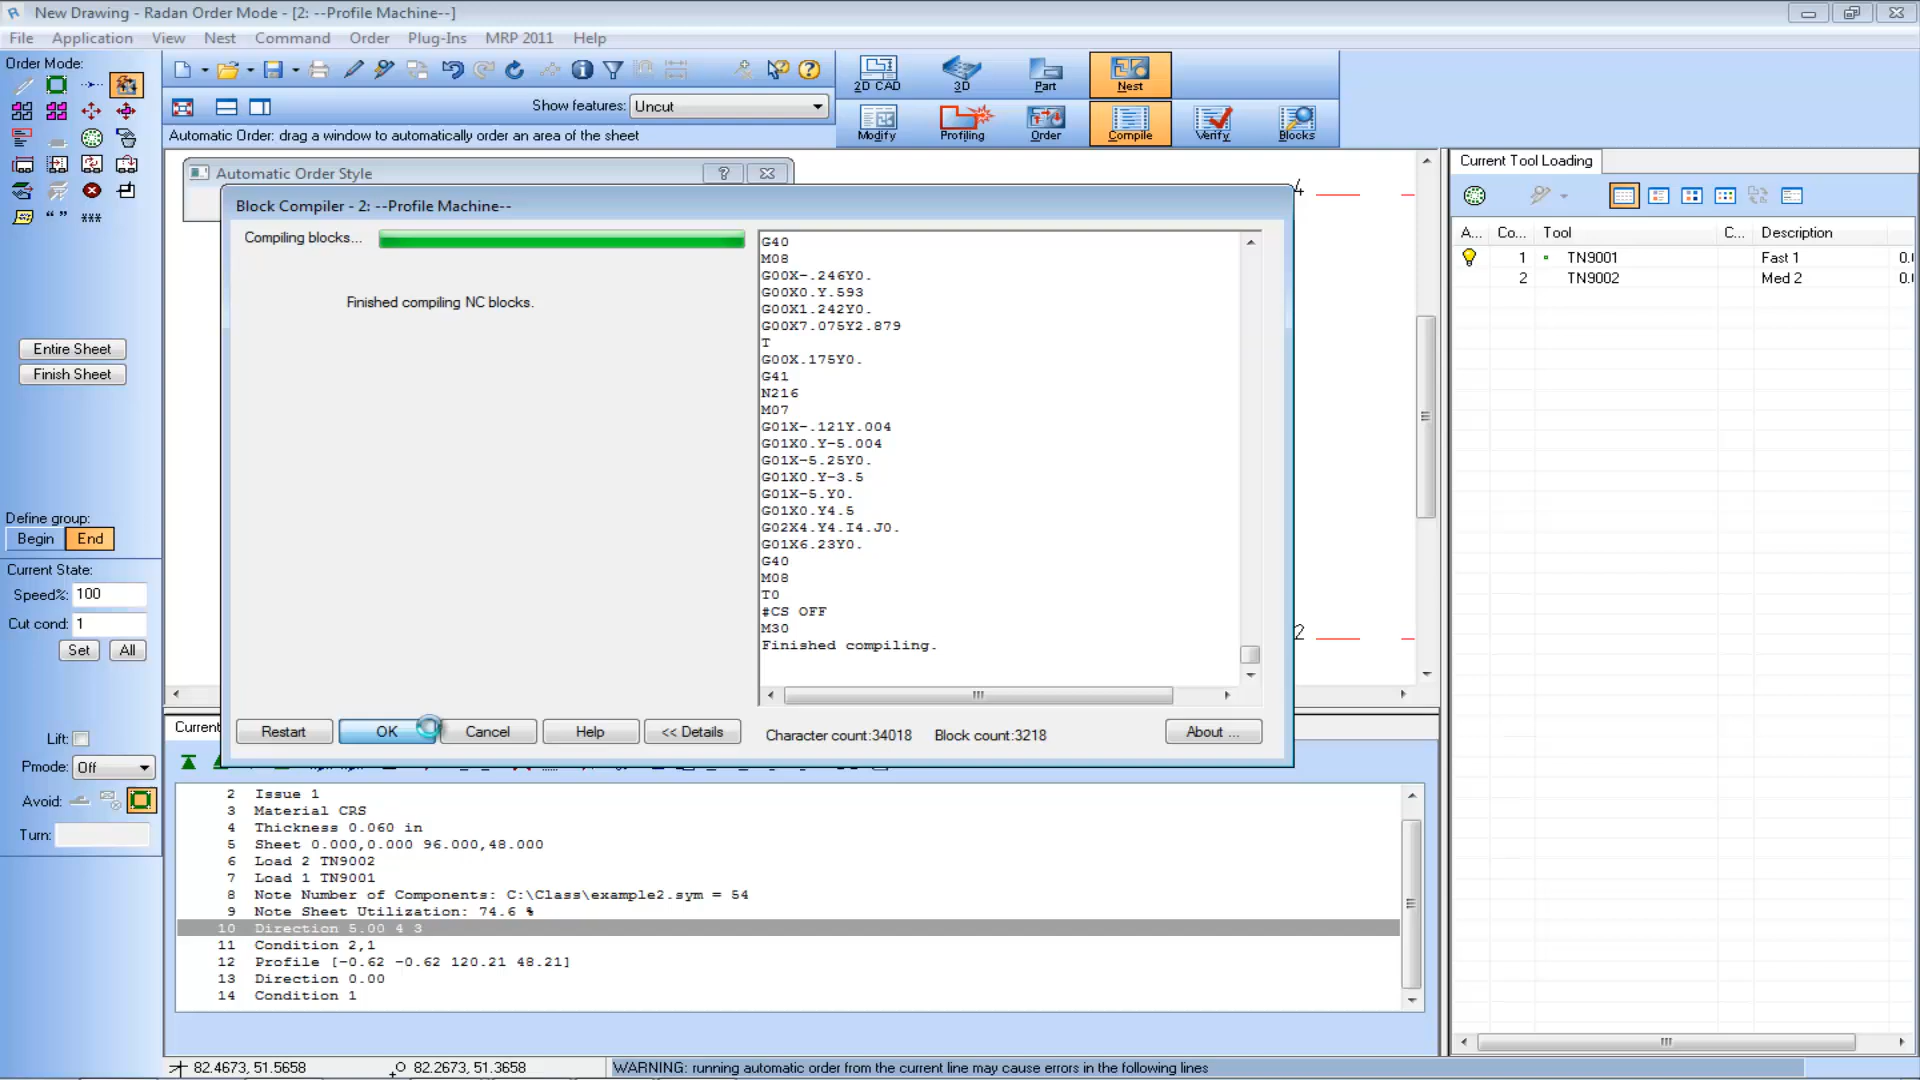 New Drawing - Radan Order Mode - [2: --Profile Machine--]
File Application View Nest Command Order Plug-Ins MRP 2011 Help
Order Mode:
Show features: Uncut
Automatic Order: drag a window to automatically order an area of the sheet
2D CAD 3D Part Nest
Modify Profiling Order Compile Verify Blocks
Automatic Order Style
Block Compiler - 2: --Profile Machine--
Compiling blocks...
Finished compiling NC blocks.
G40
M08
G00X-.246Y0.
G00X0.Y.593
G00X1.242Y0.
G00X7.075Y2.879
T
G00X.175Y0.
G41
N216
M07
G01X-.121Y.004
G01X0.Y-5.004
G01X-5.25Y0.
G01X0.Y-3.5
G01X-5.Y0.
G01X0.Y4.5
G02X4.Y4.I4.J0.
G01X6.23Y0.
G40
M08
T0
#CS OFF
M30
Finished compiling.
Restart OK Cancel Help << Details
Character count:34018 Block count:3218
About ...
4
2
Entire Sheet
Finish Sheet
Define group:
Begin End
Current State:
Speed%: 100
Cut cond: 1
Set All
Lift:
Pmode: Off
Avoid:
Turn:
Current
2 Issue 1
3 Material CRS
4 Thickness 0.060 in
5 Sheet 0.000,0.000 96.000,48.000
6 Load 2 TN9002
7 Load 1 TN9001
8 Note Number of Components: C:\Class\example2.sym = 54
9 Note Sheet Utilization: 74.6 %
10 Direction 5.00 4 3
11 Condition 2,1
12 Profile [-0.62 -0.62 120.21 48.21]
13 Direction 0.00
14 Condition 1
82.4673, 51.5658 82.2673, 51.3658 WARNING: running automatic order from the current line may cause errors in the following lines
Current Tool Loading
A... Co... Tool C... Description
1 TN9001 Fast 1 0.0
2 TN9002 Med 2 0.0